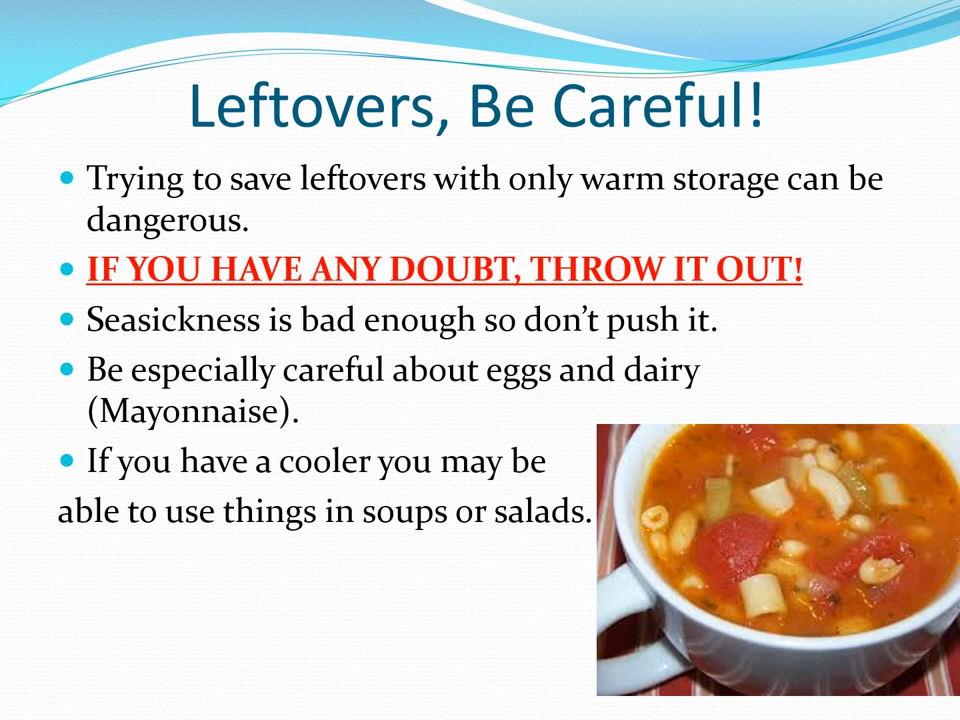 Leftovers, Be Careful!
Trying to save leftovers with only warm storage can be
dangerous.
IF YOU HAVE ANY DOUBT, THROW IT OUT!
Seasickness is bad enough so don’t push it.
Be especially careful about eggs and dairy
(Mayonnaise).
If you have a cooler you may be
able to use things in soups or salads.